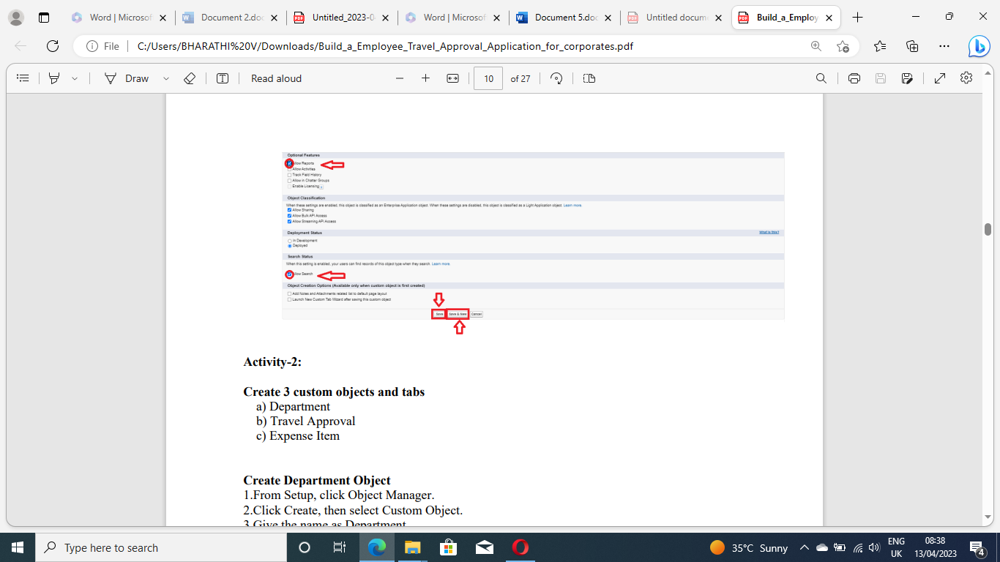 Word | Microsof
Document 2.doc
Untitled_2023-0
Word | Microsof
Document 5.doc
Untitled docum
Build_a_Employ
File
C:/Users/BHARATHI%20V/Downloads/Build_a_Employee_Travel_Approval_Application_for_corporates.pdf
Draw
Read aloud
10 of 27
Optional Features
Allow Reports
Allow Activities
Track Field History
Allow in Chatter Groups
Enable Licensing
Object Classification
When these settings are enabled, this object is classified as an Enterprise Application object. When these settings are disabled, this object is classified as a Light Application object. Learn more.
Allow Sharing
Allow Bulk API Access
Allow Streaming API Access
Deployment Status
What is this?
In Development
Deployed
Search Status
When this setting is enabled, your users can find records of this object type when they search. Learn more.
Allow Search
Object Creation Options (Available only when custom object is first created)
Add Notes and Attachments related list to default page layout
Launch New Custom Tab Wizard after saving this custom object
Save Save & New Cancel
Activity-2:
Create 3 custom objects and tabs
a) Department
b) Travel Approval
c) Expense Item
Create Department Object
1.From Setup, click Object Manager.
2.Click Create, then select Custom Object.
3.Give the name as Department
Type here to search
35°C Sunny
ENG
UK
08:38
13/04/2023
4